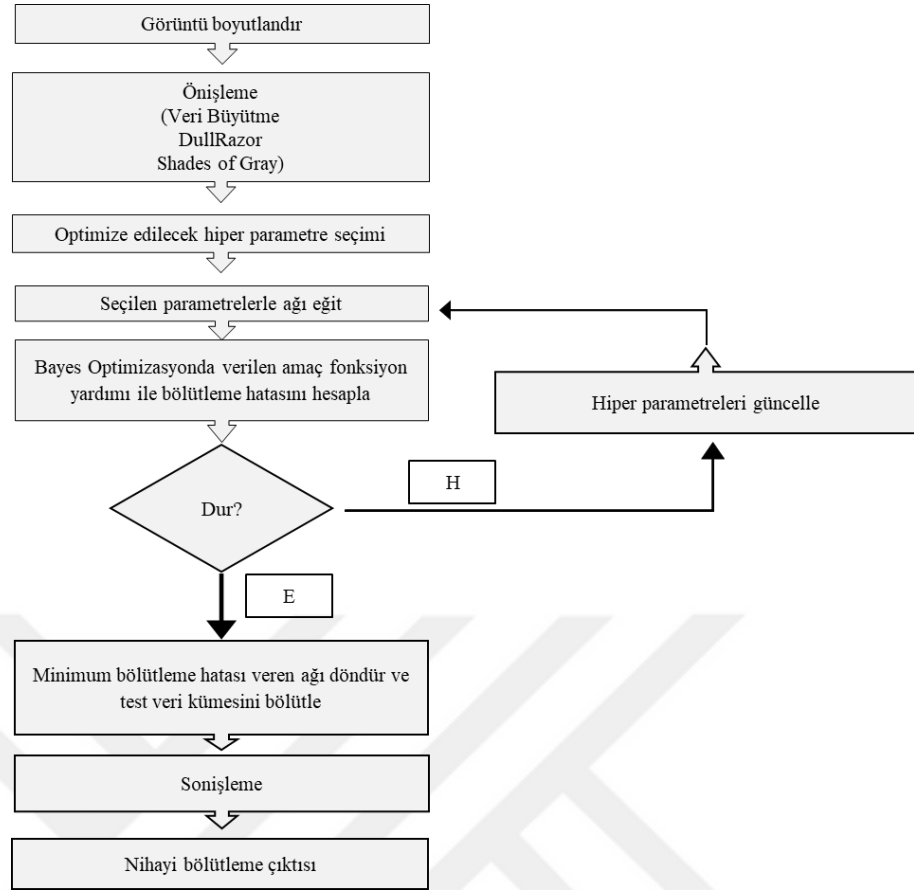 Görüntü boyutlandır
Önişleme
(Veri Büyütme
DullRazor
Shades of Gray)
Optimize edilecek hiper parametre seçimi
Seçilen parametrelerle ağı eğit
Bayes Optimizasyonda verilen amaç fonksiyon
yardımı ile bölütleme hatasını hesapla
Hiper parametreleri güncelle
H
Dur?
E
Minimum bölütleme hatası veren ağı döndür ve
test veri kümesini bölütle
Sonişleme
Nihayi bölütleme çıktısı